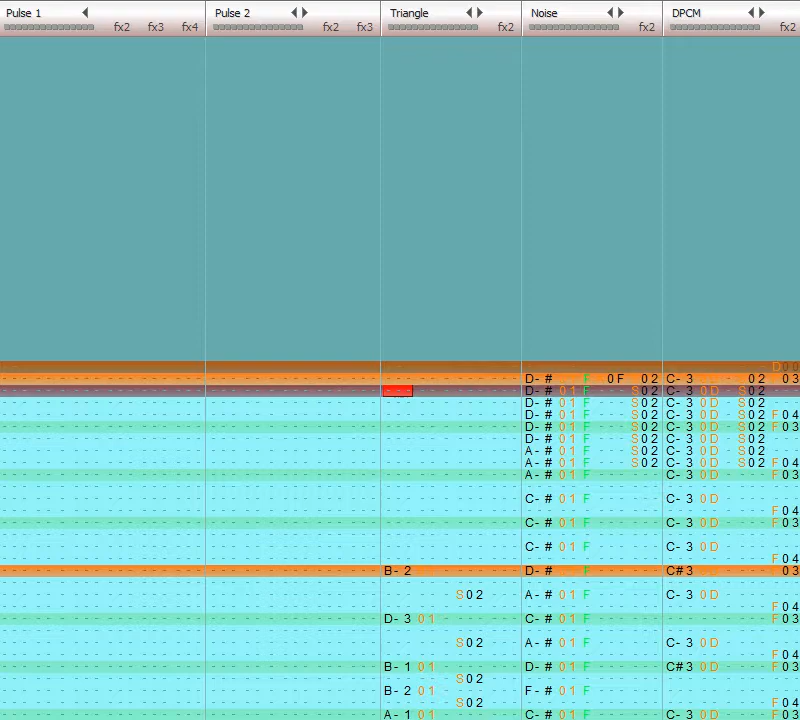 Pulse 1 Pulse 2 Triangle Noise DPCM
fx2 fx3 fx4 fx2 fx3 fx2 fx2 fx2
D00
D-# F 0F 02 C-3 0D 02 03
D-# 01 F S02 C-3 0D S02
D-# 01 F S02 C-3 0D S02
D-# 01 F S02 C-3 0D S02 F04
D-# 01 F S02 C-3 0D S02 F03
D-# 01 F S02 C-3 0D S02
A-# 01 F S02 C-3 0D S02
A-# 01 F S02 C-3 0D S02 F04
A-# 01 F C-3 0D F03
C-# 01 F C-3 0D
F04
C-# 01 F C-3 0D F03
C-# 01 F C-3 0D
F04
B-2 D-# F C#3 03
S02 A-# 01 F C-3 0D
F04
D-3 01 C-# 01 F F03
S02 A-# 01 F C-3 0D
F04
B-1 01 D-# 01 F C#3 0D F03
S02
B-2 01 F-# 01 F
S02 F04
A-1 01 C-# 01 F C-3 0D F03